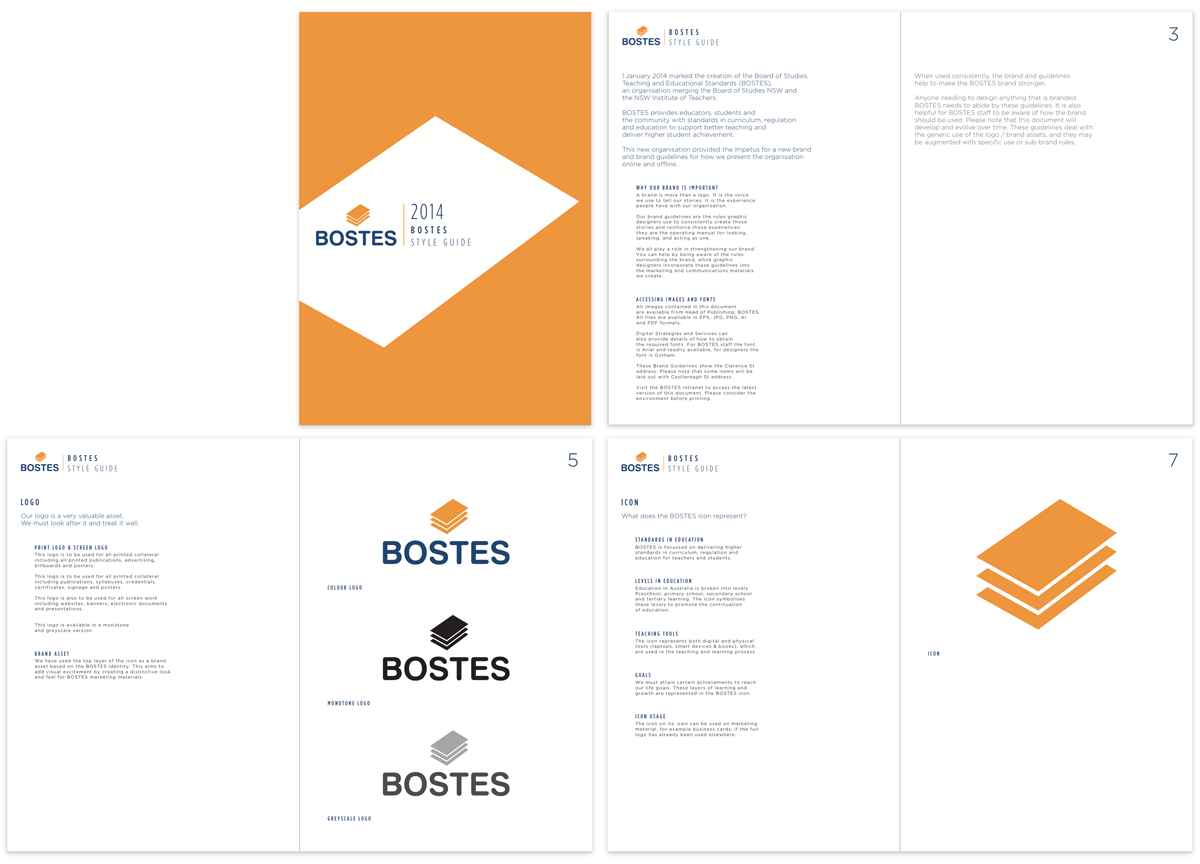 BOSTES
2014
BOSTES
STYLE GUIDE
BOSTES
BOSTES
STYLE GUIDE
3
1 January 2014 marked the creation of the Board of Studies,
Teaching and Educational Standards (BOSTES),
an organisation merging the Board of Studies NSW and
the NSW Institute of Teachers.
BOSTES provides educators, students and
the community with standards in curriculum, regulation
and education to support better teaching and
deliver higher student achievement.
This new organisation provided the impetus for a new brand
and brand guidelines for how we present the organisation
online and offline.
WHY OUR BRAND IS IMPORTANT
A brand is more than a logo. It is the voice
we use to tell our stories. It is the experience
people have with our organisation.
Our brand guidelines are the rules graphic
designers use to consistently create those
stories and reinforce those experiences;
they are the operating manual for looking,
speaking, and acting as one.
We all play a role in strengthening our brand.
You can help by being aware of the rules
surrounding the brand, while graphic
designers incorporate these guidelines into
the marketing and communications materials
we create.
ACCESSING IMAGES AND FONTS
All images contained in this document
are available from Head of Publishing, BOSTES.
All files are available in EPS, JPG, PNG, AI
and PDF formats.
Digital Strategies and Services can
also provide details of how to obtain
the required fonts. For BOSTES staff the font
is Arial and readily available, for designers the
font is Gotham.
These Brand Guidelines show the Clarence St
address. Please note that some items will be
laid out with Castlereagh St address.
Visit the BOSTES Intranet to access the latest
version of this document. Please consider the
environment before printing.
When used consistently, the brand and guidelines
help to make the BOSTES brand stronger.
Anyone needing to design anything that is branded
BOSTES needs to abide by these guidelines. It is also
helpful for BOSTES staff to be aware of how the brand
should be used. Please note that this document will
develop and evolve over time. These guidelines deal with
the generic use of the logo / brand assets, and they may
be augmented with specific use or sub-brand rules.
BOSTES
BOSTES
STYLE GUIDE
5
LOGO
Our logo is a very valuable asset.
We must look after it and treat it well.
PRINT LOGO & SCREEN LOGO
This logo is to be used for all printed collateral
including all printed publications, advertising,
billboards and posters.
This logo is to be used for all printed collateral
including publications, syllabuses, credentials,
certificates, signage and posters.
This logo is also to be used for all screen work
including websites, banners, electronic documents
and presentations.
This logo is available in a monotone
and greyscale version.
BRAND ASSET
We have used the top layer of the icon as a brand
asset based on the BOSTES identity. This aims to
add visual excitement by creating a distinctive look
and feel for BOSTES marketing materials.
BOSTES
COLOUR LOGO
BOSTES
MONOTONE LOGO
BOSTES
GREYSCALE LOGO
BOSTES
BOSTES
STYLE GUIDE
7
ICON
What does the BOSTES icon represent?
STANDARDS IN EDUCATION
BOSTES is focussed on delivering higher
standards in curriculum, regulation and
education for teachers and students.
LEVELS IN EDUCATION
Education in Australia is broken into levels.
Preschool, primary school, secondary school
and tertiary learning. The icon symbolises
these levels to promote the continuation
of education.
TEACHING TOOLS
The icon represents both digital and physical
tools (laptops, smart devices & books), which
are used in the teaching and learning process.
GOALS
We must attain certain achievements to reach
our life goals. These layers of learning and
growth are represented in the BOSTES icon.
ICON USAGE
The icon on its' own can be used on marketing
material, for example business cards, if the full
logo has already been used elsewhere.
ICON